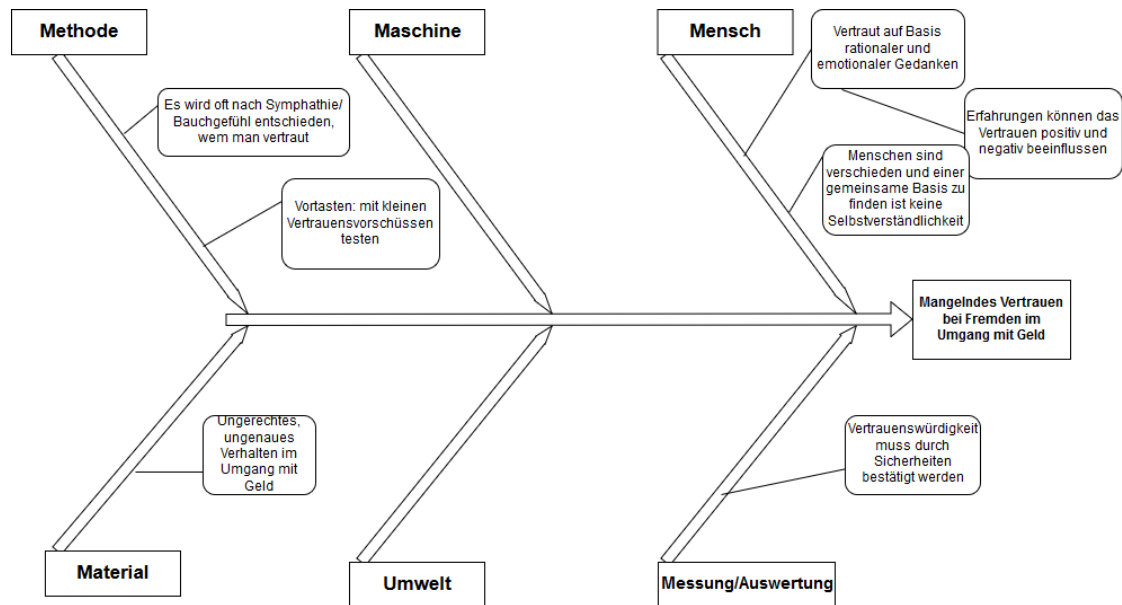 Methode
Maschine
Mensch
Vertraut auf Basis
rationaler und
emotionaler Gedanken
Es wird oft nach Symphathie/
Bauchgefühl entschieden,
wem man vertraut
Erfahrungen können das
Vertrauen positiv und
negativ beeinflussen
Menschen sind
verschieden und einer
gemeinsame Basis zu
finden ist keine
Selbstverständlichkeit
Vortasten: mit kleinen
Vertrauensvorschüssen
testen
Mangelndes Vertrauen
bei Fremden im
Umgang mit Geld
Ungerechtes,
ungenaues
Verhalten im
Umgang mit
Geld
Vertrauenswürdigkeit
muss durch
Sicherheiten
bestätigt werden
Material
Umwelt
Messung/Auswertung